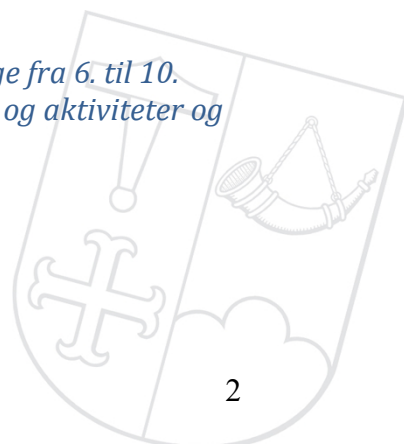 ge fra 6. til 10.
og aktiviteter og
2